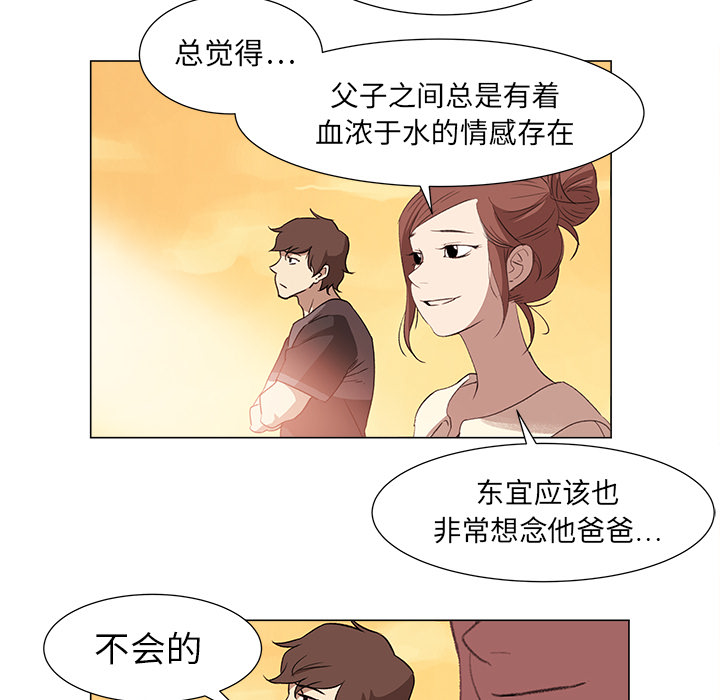 总觉得...
父子之间总是有着
血浓于水的情感存在
东宜应该也
非常想念他爸爸...
不会的